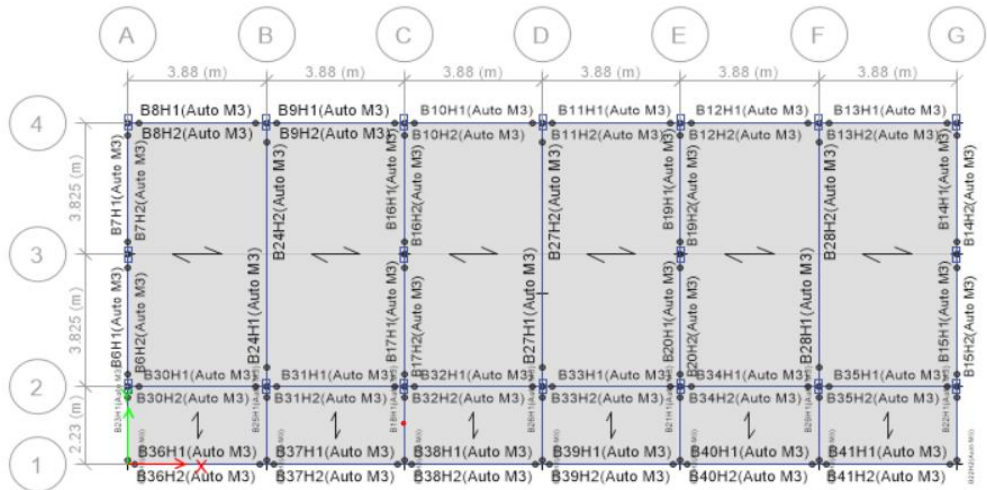 A B C D E F G
3.88 (m) 3.88 (m) 3.88 (m) 3.88 (m) 3.88 (m) 3.88 (m)
B8H1(Auto M3) B9H1(Auto M3) B10H1(Auto M3) B11H1(Auto M3) B12H1(Auto M3) B13H1(Auto M3)
4
B8H2(Auto M3) B9H2(Auto M3) B10H2(Auto M3) B11H2(Auto M3) B12H2(Auto M3) B13H2(Auto M3)
3.825 (m)
B7H1(Auto M3)
B7H2(Auto M3)
B24H2(Auto M3)
B16H1(Auto M3)
B16H2(Auto M3)
B27H2(Auto M3)
B19H1(Auto M3)
B19H2(Auto M3)
B28H2(Auto M3)
B14H1(Auto M3)
B14H2(Auto M3)
3
3.825 (m)
B6H1(Auto M3)
B6H2(Auto M3)
B24H1(Auto M3)
B17H1(Auto M3)
B17H2(Auto M3)
B27H1(Auto M3)
B20H1(Auto M3)
B20H2(Auto M3)
B28H1(Auto M3)
B15H1(Auto M3)
B15H2(Auto M3)
B30H1(Auto M3) B31H1(Auto M3) B32H1(Auto M3) B33H1(Auto M3) B34H1(Auto M3) B35H1(Auto M3)
2
B30H2(Auto M3) B31H2(Auto M3) B32H2(Auto M3) B33H2(Auto M3) B34H2(Auto M3) B35H2(Auto M3)
2.23 (m)
B23H1(Auto M3)
B36H1(Auto M3) B37H1(Auto M3) B38H1(Auto M3) B39H1(Auto M3) B40H1(Auto M3) B41H1(Auto M3)
1
X
B36H2(Auto M3) B37H2(Auto M3) B38H2(Auto M3) B39H2(Auto M3) B40H2(Auto M3) B41H2(Auto M3)